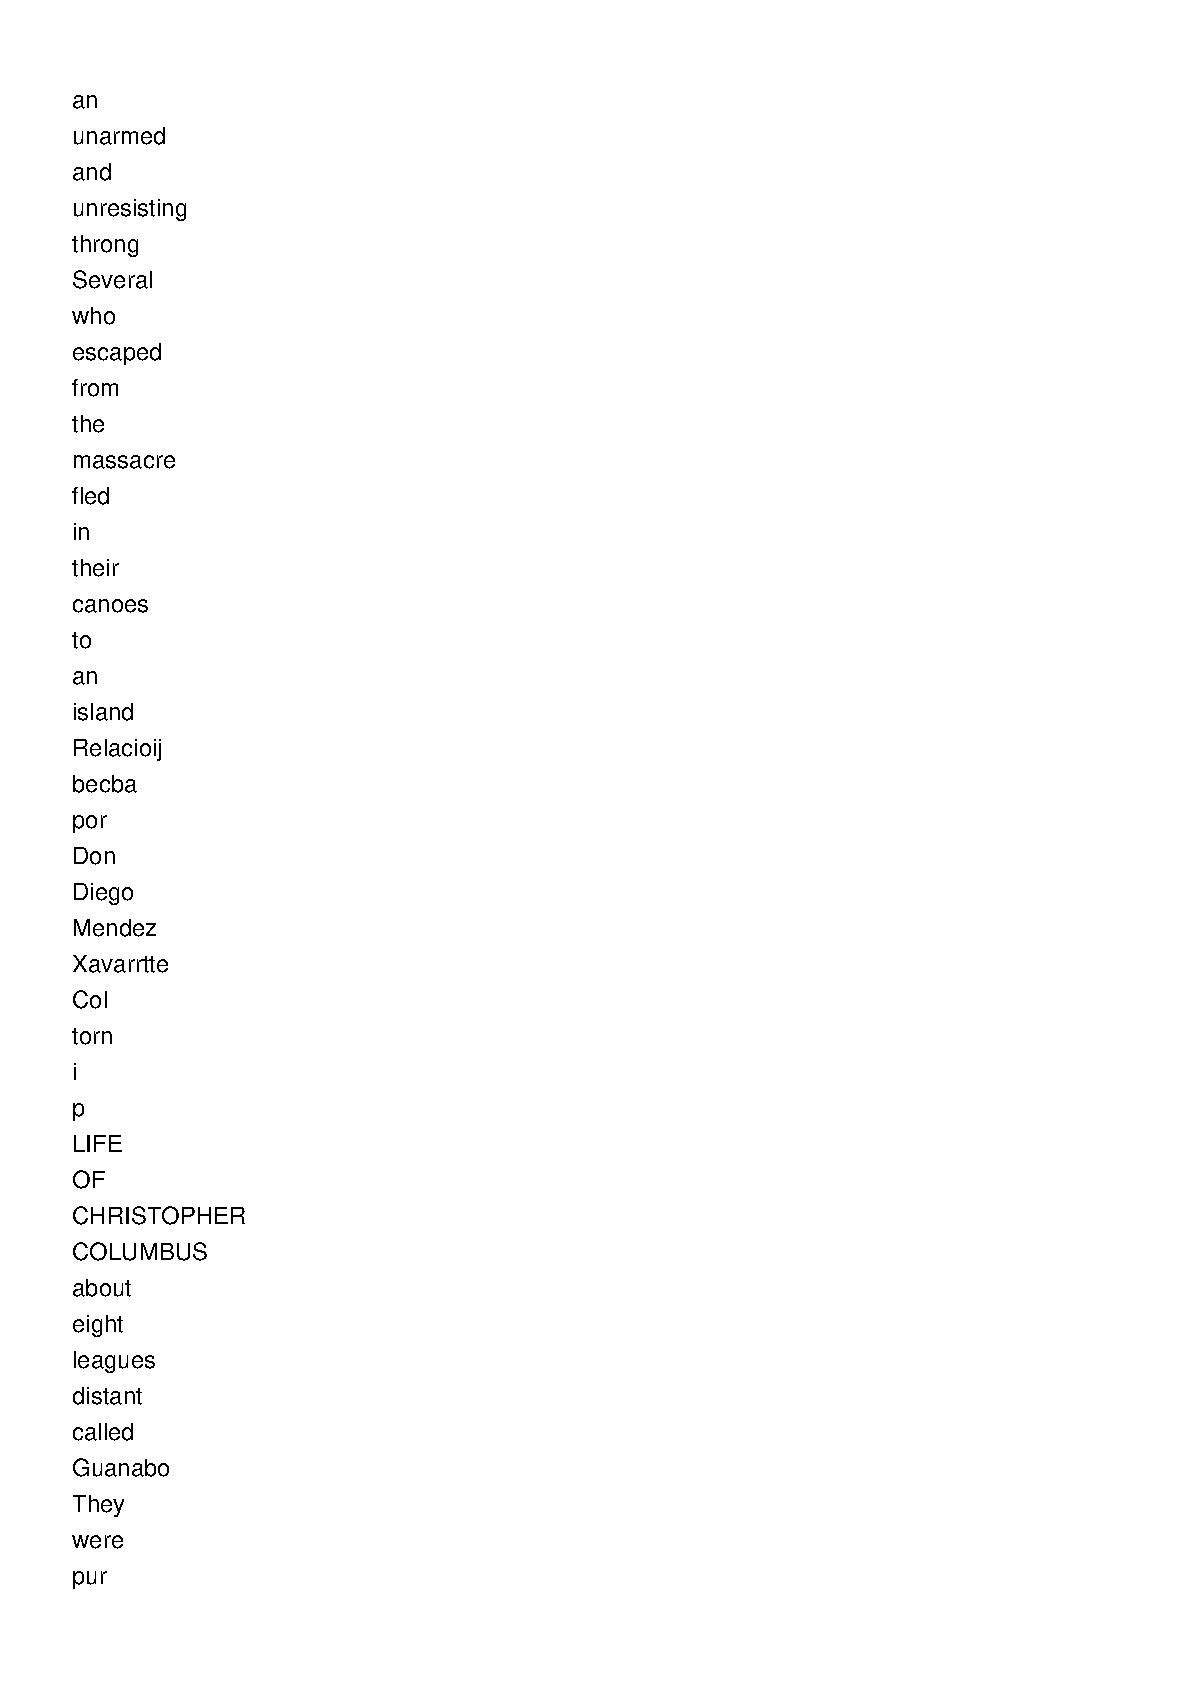 an
unarmed
and
unresisting
throng
Several
who
escaped
from
the
massacre
fled
in
their
canoes
to
an
island
Relacioij
becba
por
Don
Diego
Mendez
Xavarrtte
Col
torn
i
p
LIFE
OF
CHRISTOPHER
COLUMBUS
about
eight
leagues
distant
called
Guanabo
They
were
pur